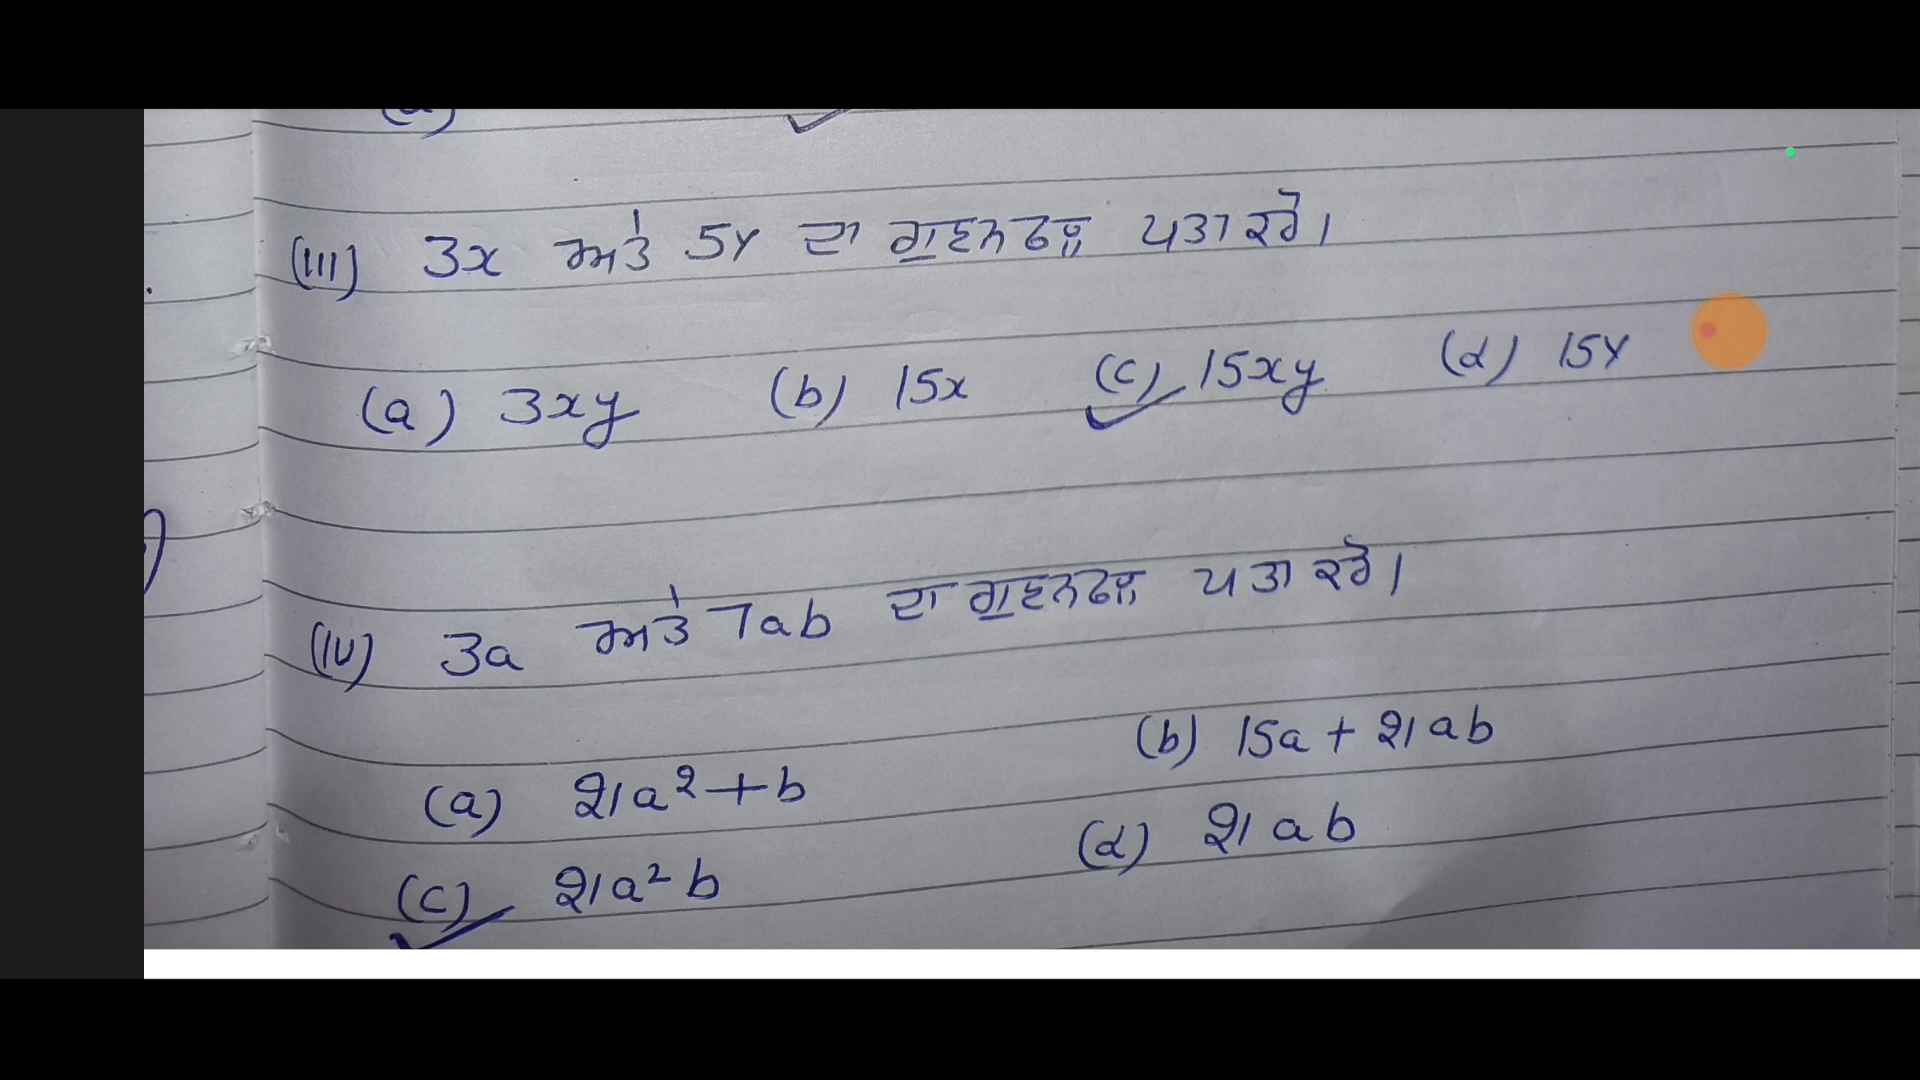 (III) 3x ਅਤੇ 5Y ਦਾ ਗੁਣਨਫਲ਼ ਪਤਾ ਕਰੋ।
(a) 3xy (b) 15x (c) 15xy (d) 15Y
(IV) 3a ਅਤੇ 7ab ਦਾ ਗੁਣਨਫਲ਼ ਪਤਾ ਕਰੋ।
(a) 21a²+b (b) 15a + 21ab
(c) 21a²b (d) 21ab